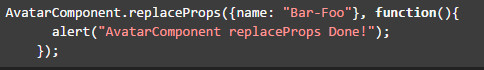 AvatarComponent.replaceProps({name: "Bar-Foo"}, function(){
alert("AvatarComponent replaceProps Done!");
});